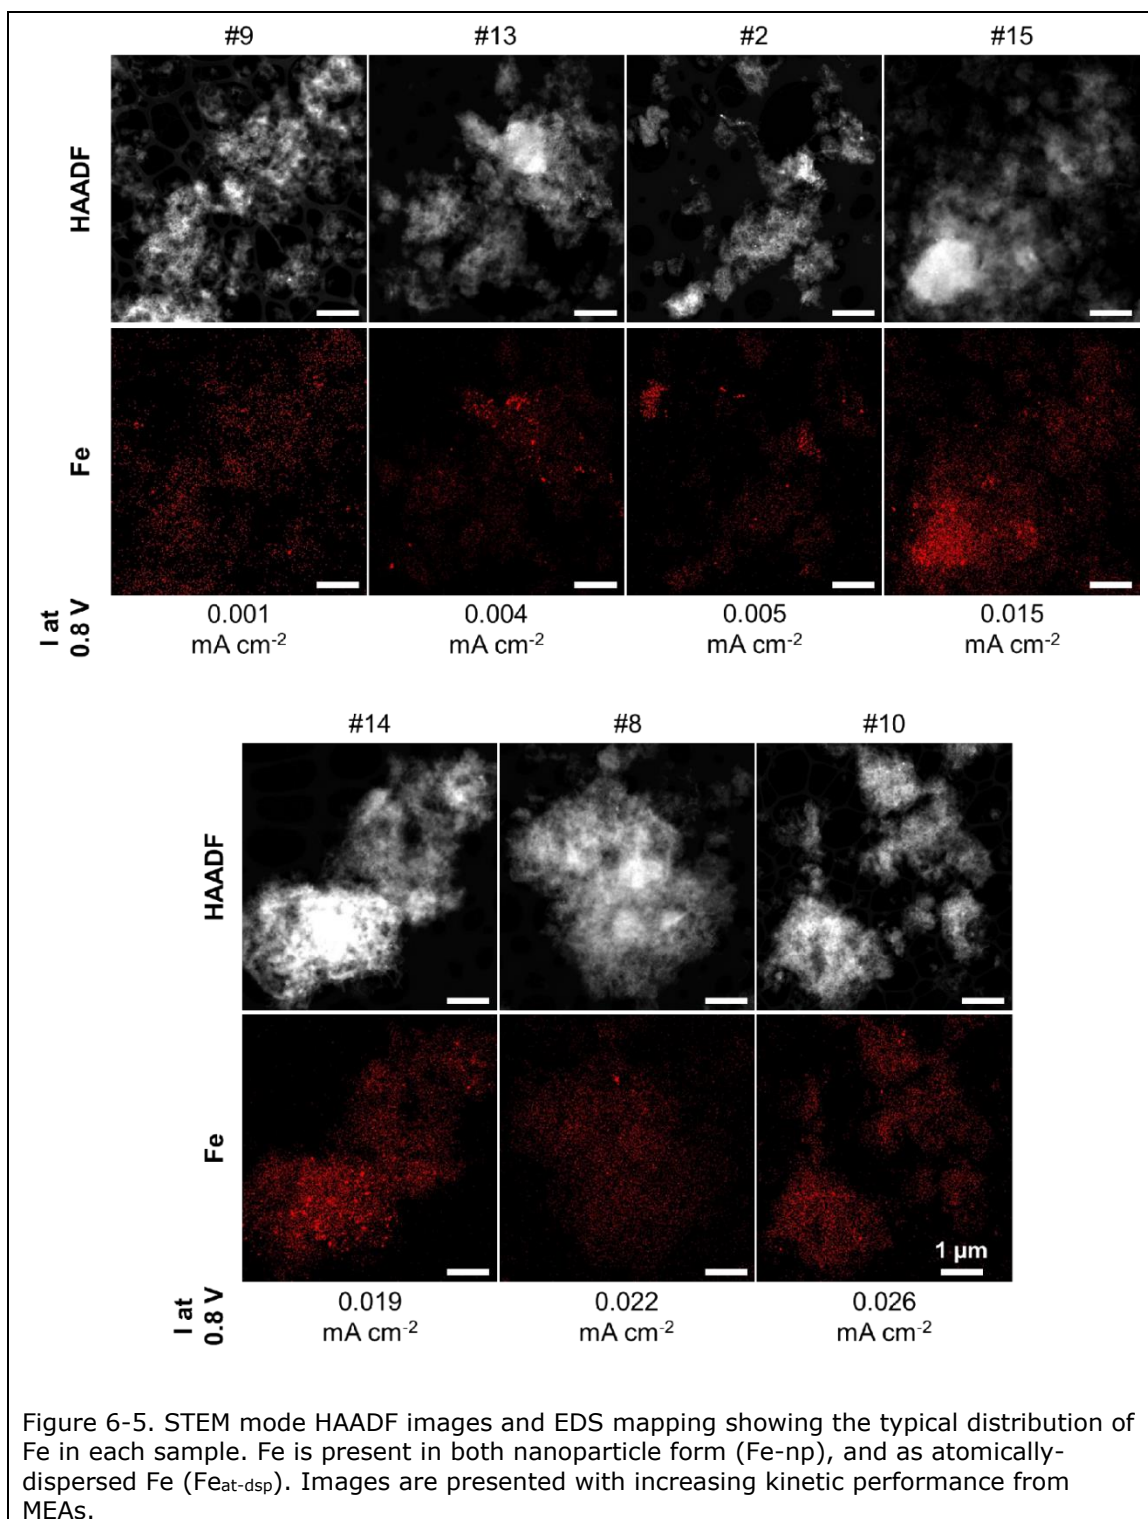 #9 #13 #2 #15
HAADF
Fe
I at
0.8 V
0.001 0.004 0.005 0.015
mA cm-2 mA cm-2 mA cm-2 mA cm-2
#14 #8 #10
HAADF
Fe
1 μm
I at
0.8 V
0.019 0.022 0.026
mA cm-2 mA cm-2 mA cm-2
Figure 6-5. STEM mode HAADF images and EDS mapping showing the typical distribution of
Fe in each sample. Fe is present in both nanoparticle form (Fe-np), and as atomically-
dispersed Fe (Feat-dsp). Images are presented with increasing kinetic performance from
MEAs.